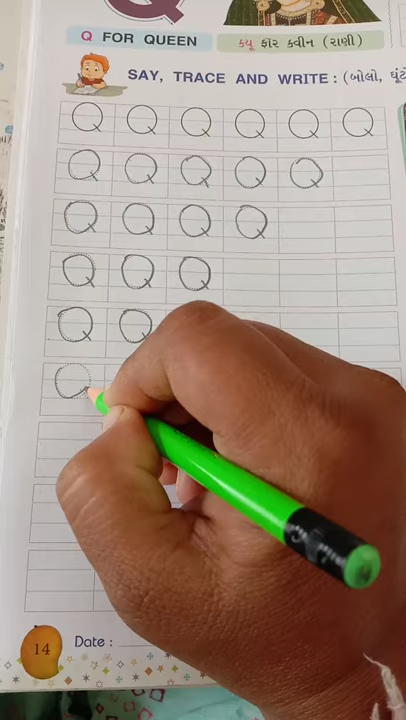 Q
Q FOR QUEEN ક્યૂ ફૉર ક્વીન (રાણી)
SAY, TRACE AND WRITE : (બોલો,
Q Q Q Q Q Q
Q Q Q Q Q
Q Q Q Q
Q Q Q
Q Q
14 Date :